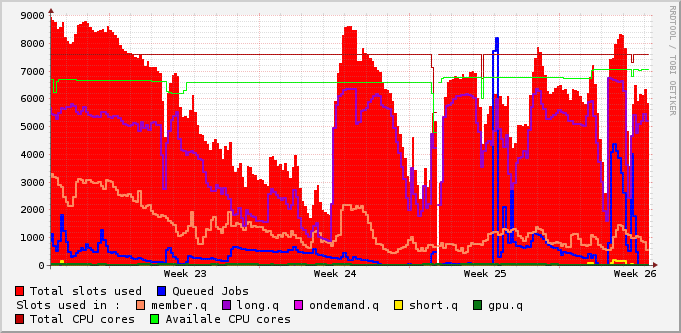 9000
8000
7000
6000
5000
4000
3000
2000
1000
0
Week 23 Week 24 Week 25 Week 26
Total slots used Queued Jobs
Slots used in : member.q long.q ondemand.q short.q gpu.q
Total CPU cores Availale CPU cores
RRDTOOL / TOBI OETIKER